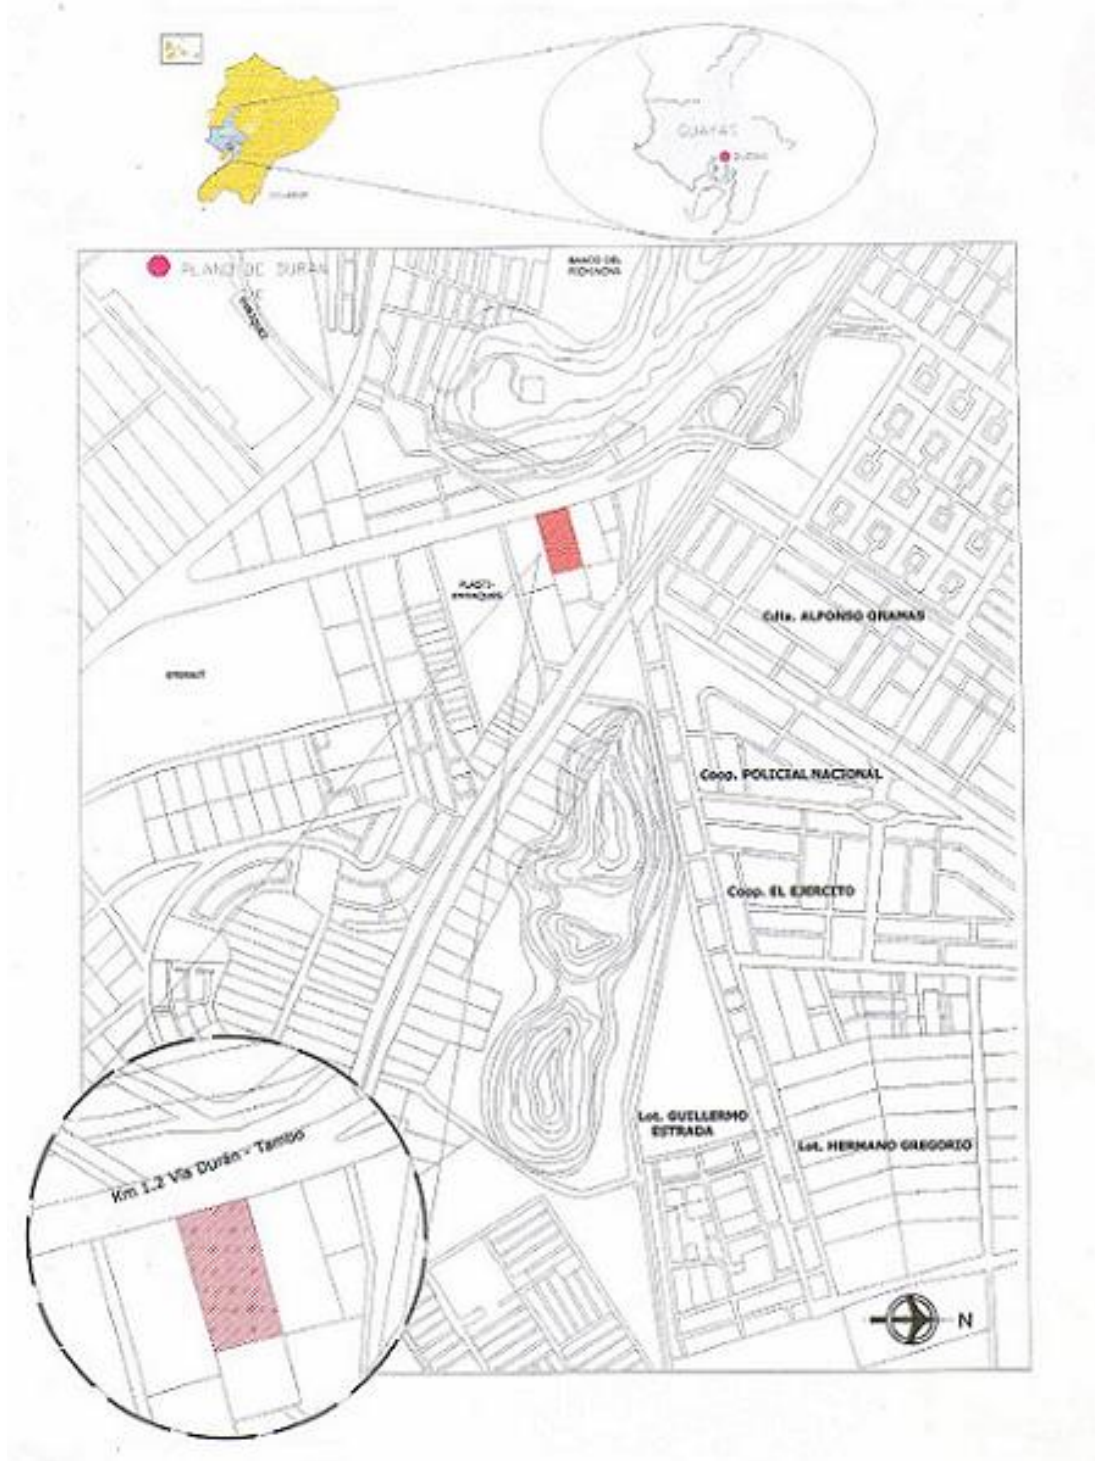 GUAYAS
PLANO DE DURAN
BANCO DEL
PICHINCHA
Cdla. ALFONSO ORAMAS
Coop. POLICIAL NACIONAL
Coop. EL EJERCITO
Lot. GUILLERMO
ESTRADA
Lot. HERMANO GREGORIO
Km 1.2 Vía Durán - Tambo
N